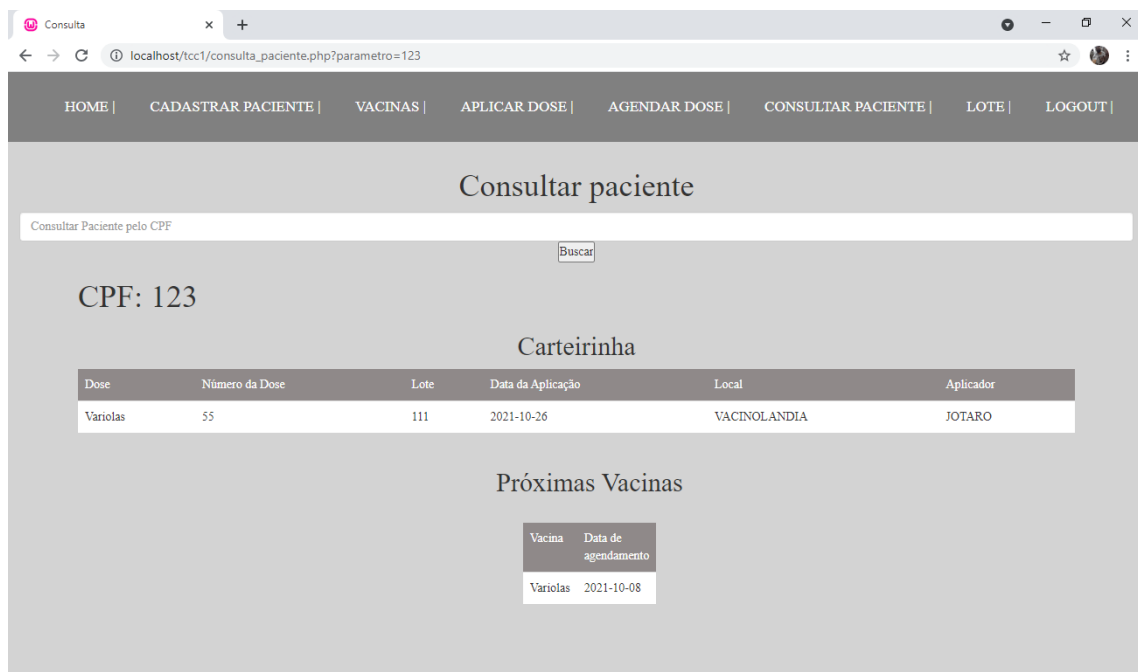 Consulta
localhost/tcc1/consulta_paciente.php?parametro=123
HOME | CADASTRAR PACIENTE | VACINAS | APLICAR DOSE | AGENDAR DOSE | CONSULTAR PACIENTE | LOTE | LOGOUT |
Consultar paciente
Consultar Paciente pelo CPF
Buscar
CPF: 123
Carteirinha
Dose Número da Dose Lote Data da Aplicação Local Aplicador
Variolas 55 111 2021-10-26 VACINOLANDIA JOTARO
Próximas Vacinas
Vacina Data de
agendamento
Variolas 2021-10-08